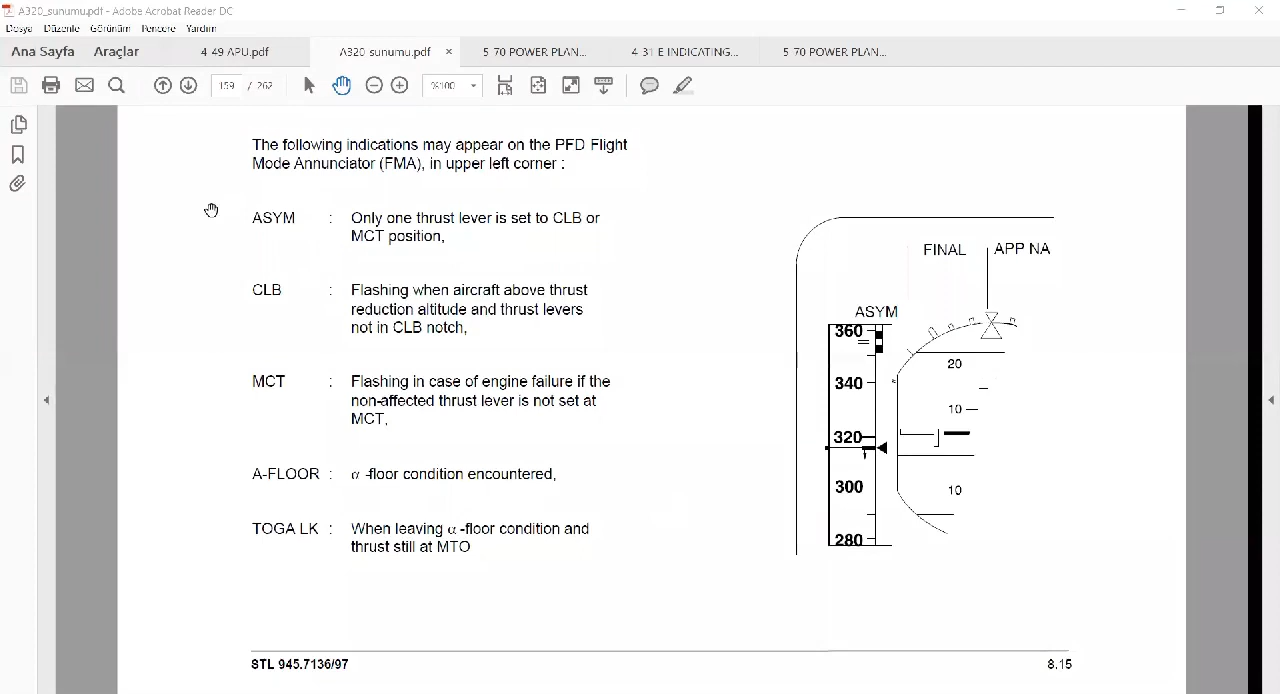 A320_sunumu.pdf - Adobe Acrobat Reader DC
Dosya Düzenle Görünüm Pencere Yardım
Ana Sayfa Araçlar 4-49 APU.pdf A320_sunumu.pdf × 5-70 POWER PLAN... 4-31 E INDICATING... 5-70 POWER PLAN...
159 / 262 %100
The following indications may appear on the PFD Flight
Mode Annunciator (FMA), in upper left corner :
ASYM : Only one thrust lever is set to CLB or
MCT position,
CLB : Flashing when aircraft above thrust
reduction altitude and thrust levers
not in CLB notch,
MCT : Flashing in case of engine failure if the
non-affected thrust lever is not set at
MCT,
A-FLOOR : α -floor condition encountered,
TOGA LK : When leaving α -floor condition and
thrust still at MTO
FINAL APP NA
ASYM
360
20
340
10
320
300
10
280
STL 945.7136/97 8.15